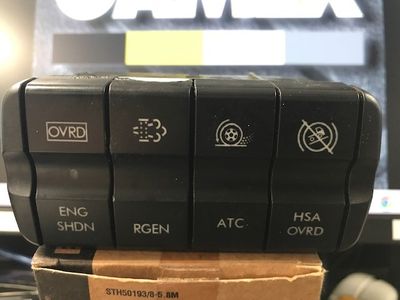 OVRD
ENG
SHDN
RGEN
ATC
HSA
OVRD
STH50193/8-5.8M